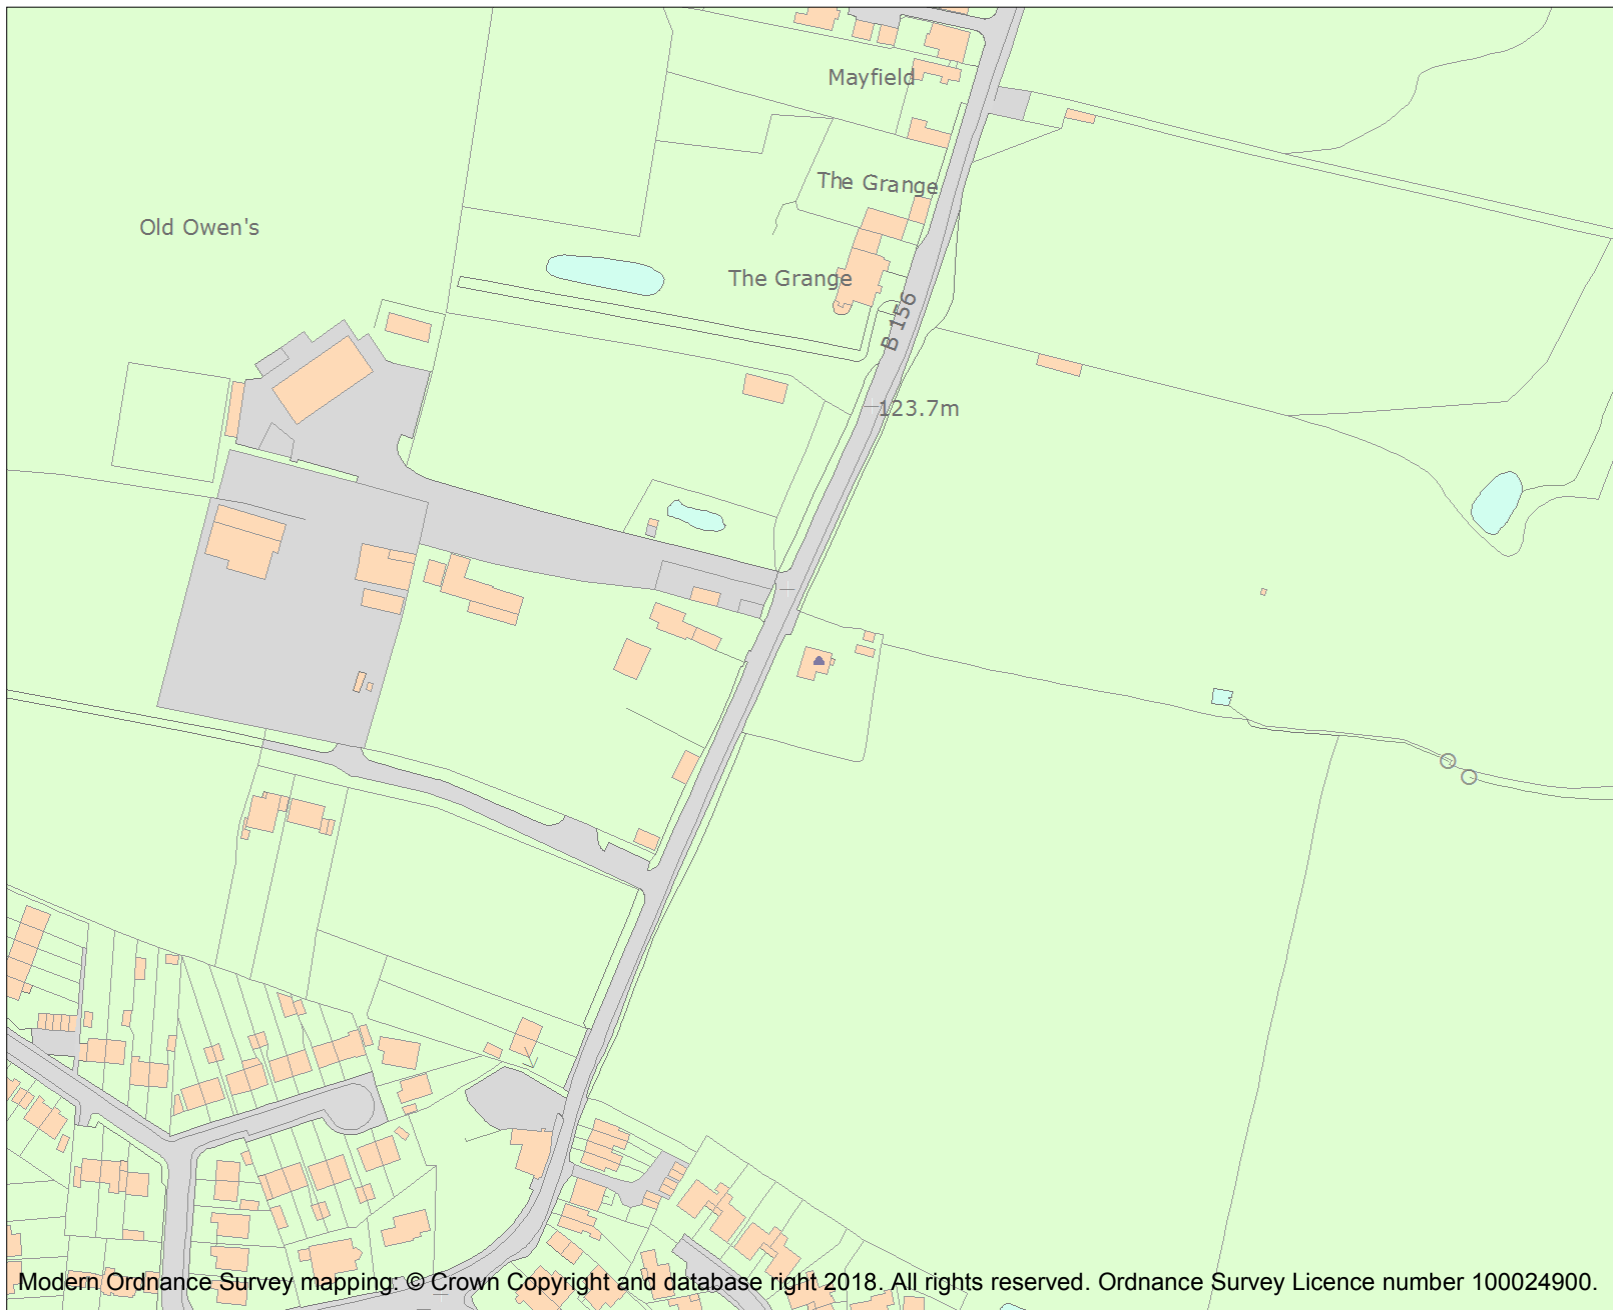 Mayfield
The Grange
Old Owen's
The Grange
B 156
123.7m
Modern Ordnance Survey mapping: © Crown Copyright and database right 2018. All rights reserved. Ordnance Survey Licence number 100024900.